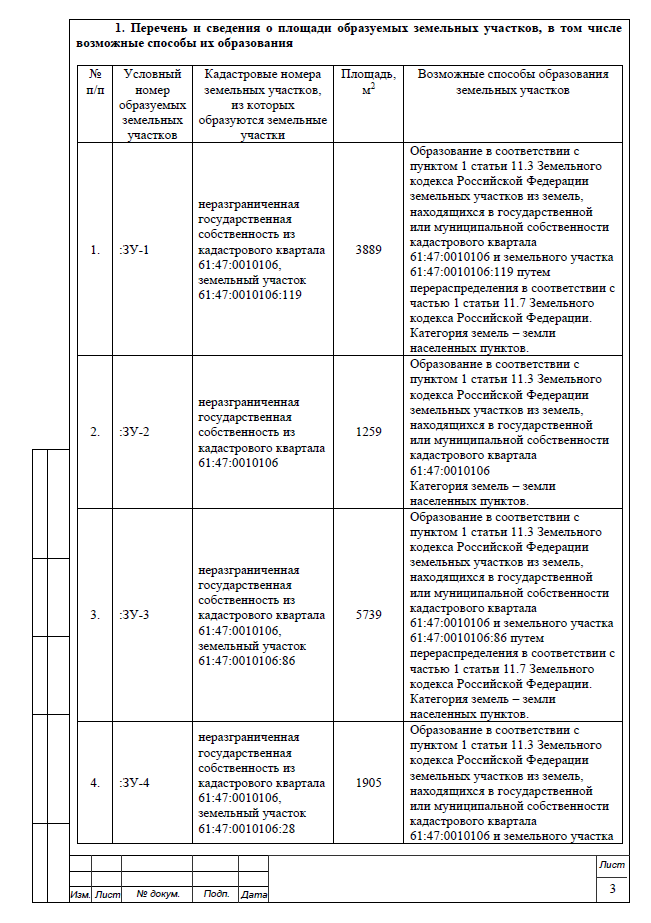 1. Перечень и сведения о площади образуемых земельных участков, в том числе
возможные способы их образования
№
п/п
Условный
номер
образуемых
земельных
участков
Кадастровые номера
земельных участков,
из которых
образуются земельные
участки
Площадь,
м2
Возможные способы образования
земельных участков
1.
:ЗУ-1
неразграниченная
государственная
собственность из
кадастрового квартала
61:47:0010106,
земельный участок
61:47:0010106:119
3889
Образование в соответствии с
пунктом 1 статьи 11.3 Земельного
кодекса Российской Федерации
земельных участков из земель,
находящихся в государственной
или муниципальной собственности
кадастрового квартала
61:47:0010106 и земельного участка
61:47:0010106:119 путем
перераспределения в соответствии с
частью 1 статьи 11.7 Земельного
кодекса Российской Федерации.
Категория земель – земли
населенных пунктов.
2.
:ЗУ-2
неразграниченная
государственная
собственность из
кадастрового квартала
61:47:0010106
1259
Образование в соответствии с
пунктом 1 статьи 11.3 Земельного
кодекса Российской Федерации
земельных участков из земель,
находящихся в государственной
или муниципальной собственности
кадастрового квартала
61:47:0010106
Категория земель – земли
населенных пунктов.
3.
:ЗУ-3
неразграниченная
государственная
собственность из
кадастрового квартала
61:47:0010106,
земельный участок
61:47:0010106:86
5739
Образование в соответствии с
пунктом 1 статьи 11.3 Земельного
кодекса Российской Федерации
земельных участков из земель,
находящихся в государственной
или муниципальной собственности
кадастрового квартала
61:47:0010106 и земельного участка
61:47:0010106:86 путем
перераспределения в соответствии с
частью 1 статьи 11.7 Земельного
кодекса Российской Федерации.
Категория земель – земли
населенных пунктов.
4.
:ЗУ-4
неразграниченная
государственная
собственность из
кадастрового квартала
61:47:0010106,
земельный участок
61:47:0010106:28
1905
Образование в соответствии с
пунктом 1 статьи 11.3 Земельного
кодекса Российской Федерации
земельных участков из земель,
находящихся в государственной
или муниципальной собственности
кадастрового квартала
61:47:0010106 и земельного участка
Изм. Лист № докум. Подп. Дата
Лист
3